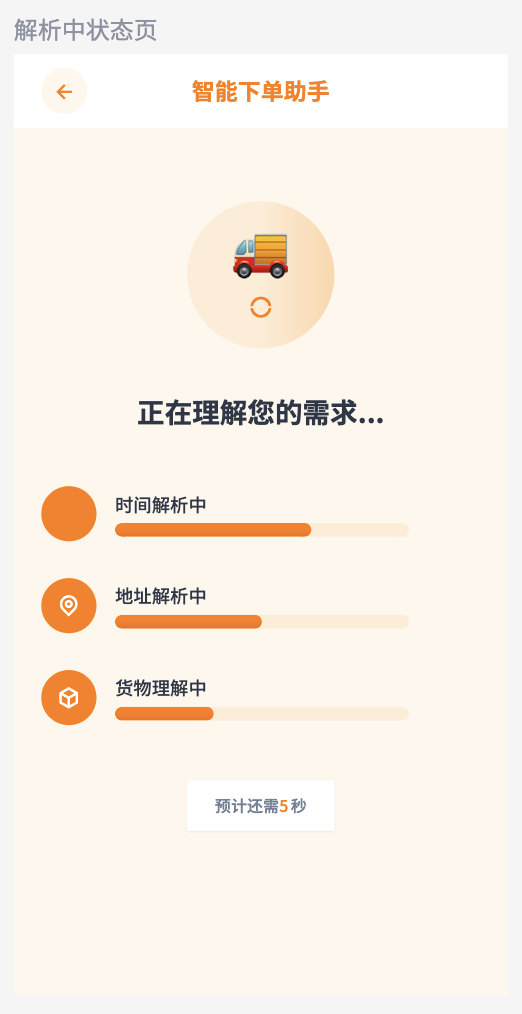 解析中状态页
智能下单助手
正在理解您的需求...
时间解析中
地址解析中
货物理解中
预计还需5秒